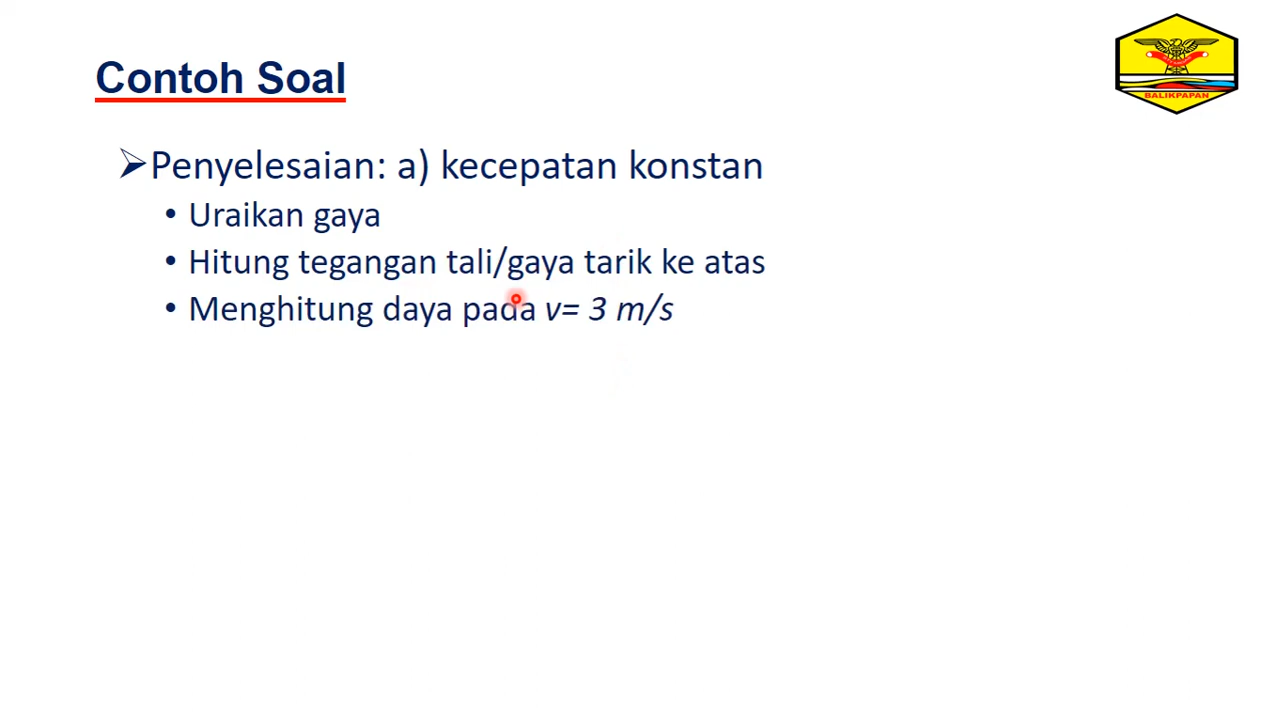 Contoh Soal
BALIKPAPAN
➢Penyelesaian: a) kecepatan konstan
• Uraikan gaya
• Hitung tegangan tali/gaya tarik ke atas
• Menghitung daya pada v= 3 m/s